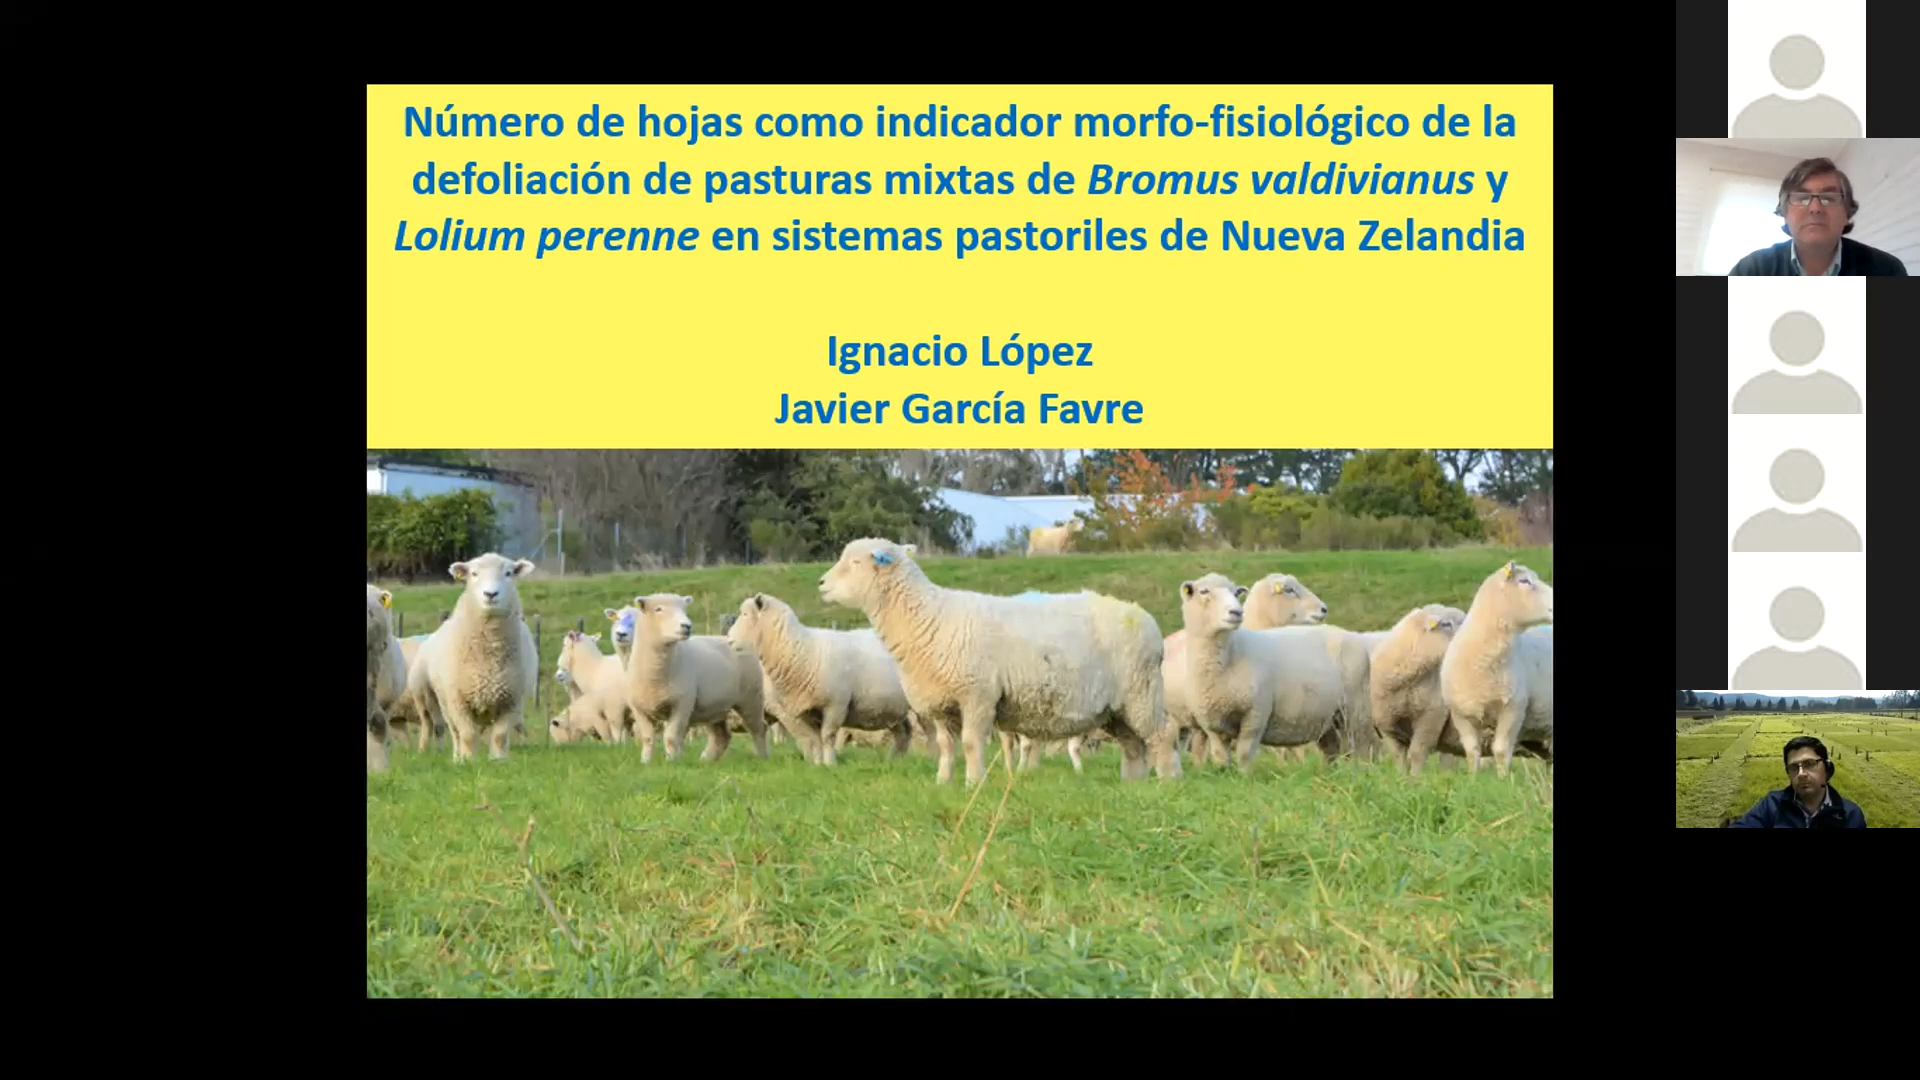 Número de hojas como indicador morfo-fisiológico de la
defoliación de pasturas mixtas de Bromus valdivianus y
Lolium perenne en sistemas pastoriles de Nueva Zelandia
Ignacio López
Javier García Favre